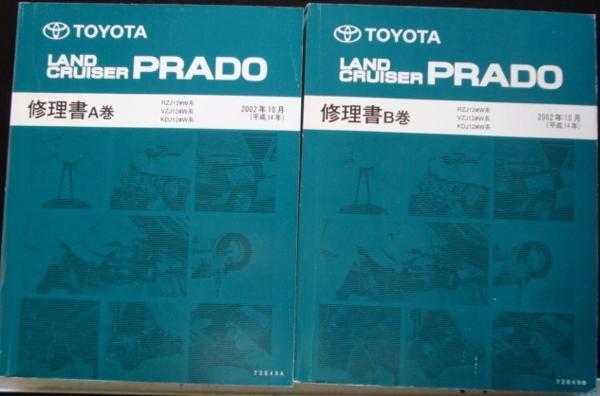 TOYOTA
LAND CRUISER PRADO
修理書A巻
RZJ12#W系
VZJ12#W系
KDJ12#W系
2002年10月
(平成14年)
72049A
TOYOTA
LAND CRUISER PRADO
修理書B巻
RZJ12#W系
VZJ12#W系
KDJ12#W系
2002年10月
(平成14年)
72049B